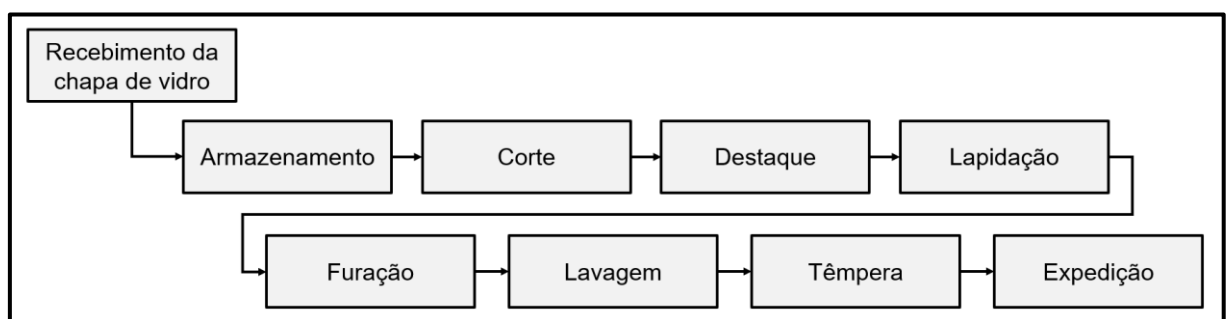 Recebimento da
chapa de vidro
Armazenamento
Corte
Destaque
Lapidação
Furação
Lavagem
Têmpera
Expedição